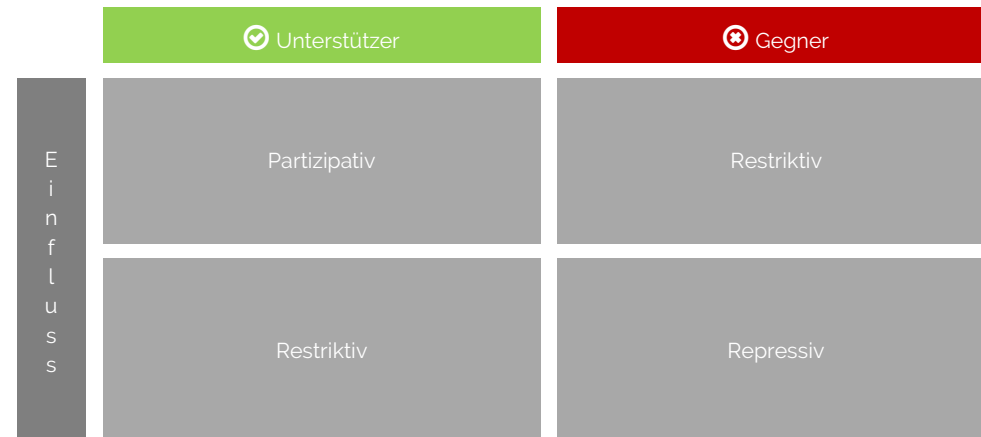 Unterstützer
Gegner
Einfluss
Partizipativ
Restriktiv
Restriktiv
Repressiv